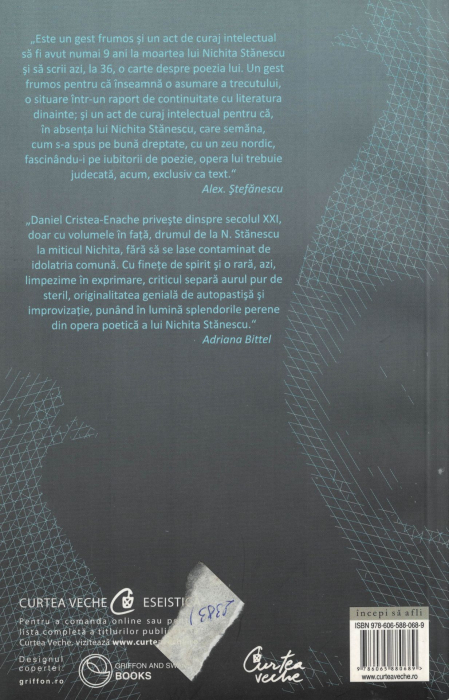 „Este un gest frumos și un act de curaj intelectual
să fi avut numai 9 ani la moartea lui Nichita Stănescu
și să scrii azi, la 36, o carte despre poezia lui. Un gest
frumos pentru că înseamnă o asumare a trecutului,
o situare într-un raport de continuitate cu literatura
dinainte; și un act de curaj intelectual pentru că,
în absența lui Nichita Stănescu, care semăna,
cum s-a spus pe bună dreptate, cu un zeu nordic,
fascinându-i pe iubitorii de poezie, opera lui trebuie
judecată, acum, exclusiv ca text.”
Alex. Ștefănescu
„Daniel Cristea-Enache privește dinspre secolul XXI,
doar cu volumele în față, drumul de la N. Stănescu
la miticul Nichita, fără să se lase contaminat de
idolatria comună. Cu finețe de spirit și o rară, azi,
limpezime în exprimare, criticul separă aurul pur de
steril, originalitatea genială de autopastișă și
improvizație, punând în lumină splendorile perene
din opera poetică a lui Nichita Stănescu.”
Adriana Bittel
CURTEA VECHE ESEISTIC
Pentru a comanda online sau pe
lista completă a titlurilor publi
Curtea Veche, vizitează www.curtea
Designul
copertei:
griffon.ro
GRIFFON AND SW
BOOKS
Curtea
veche
începi să afli
ISBN 978-606-588-068-9
9 786065 880689 >
www.curteaveche.ro